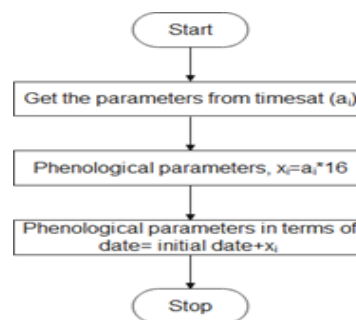 Start
Get the parameters from timesat (aᵢ)
Phenological parameters, xᵢ=aᵢ*16
Phenological parameters in terms of
date= initial date+xᵢ
Stop